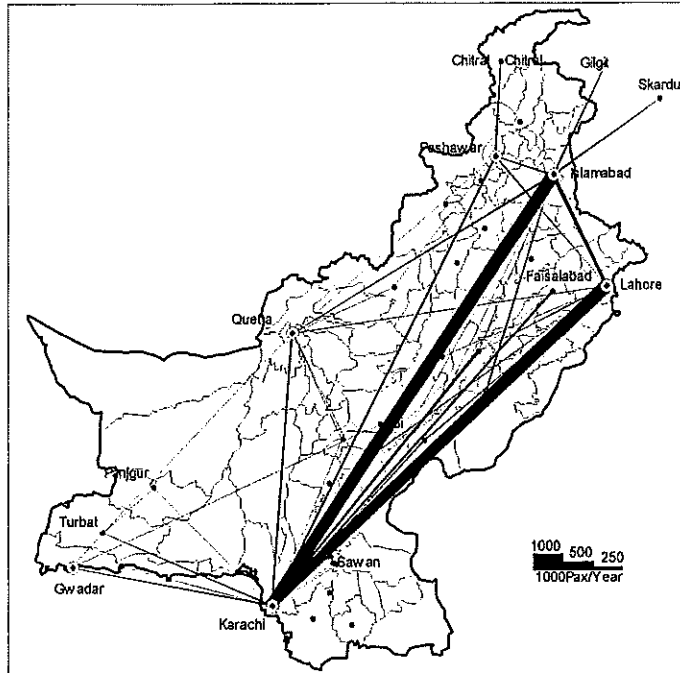 Chitral Chitral
Gilgit
Skardu
Peshawar
Islamabad
Faisalabad
Lahore
Quetta
Panjgur
Turbat
Sawan
Gwadar
Karachi
1000 500 250
1000Pax/Year